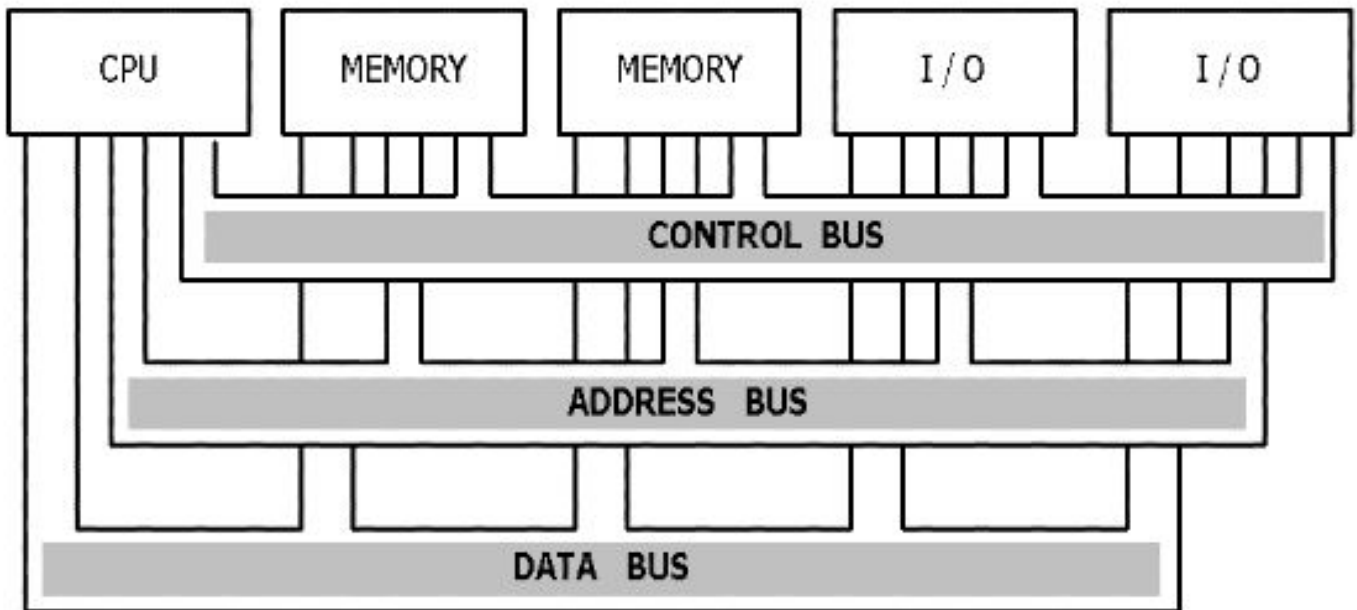 CPU
MEMORY
MEMORY
I / O
I / O
CONTROL BUS
ADDRESS BUS
DATA BUS